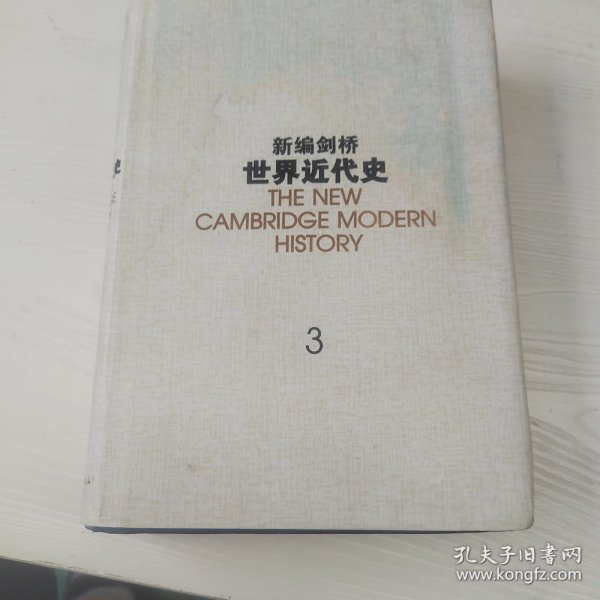 新编剑桥
世界近代史
THE NEW
CAMBRIDGE MODERN
HISTORY
3
史
孔夫子旧书网
www.kongfz.com